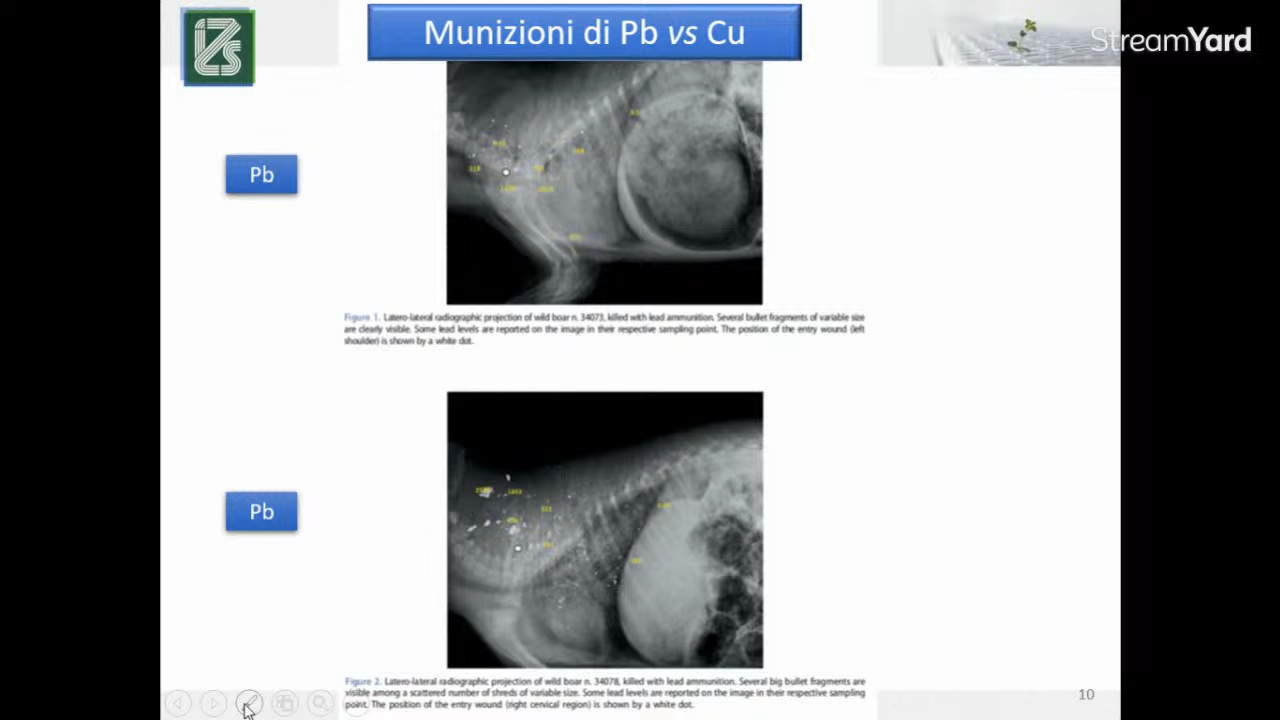 Munizioni di Pb vs Cu
StreamYard
Pb
Figure 1. Latero-lateral radiographic projection of wild boar n. 34073, killed with lead ammunition. Several bullet fragments of variable size
are clearly visible. Some lead levels are reported on the image in their respective sampling point. The position of the entry wound (left
shoulder) is shown by a white dot.
Pb
Figure 2. Latero-lateral radiographic projection of wild boar n. 34078, killed with lead ammunition. Several big bullet fragments are
visible among a scattered number of shreds of variable size. Some lead levels are reported on the image in their respective sampling
point. The position of the entry wound (right cervical region) is shown by a white dot.
10